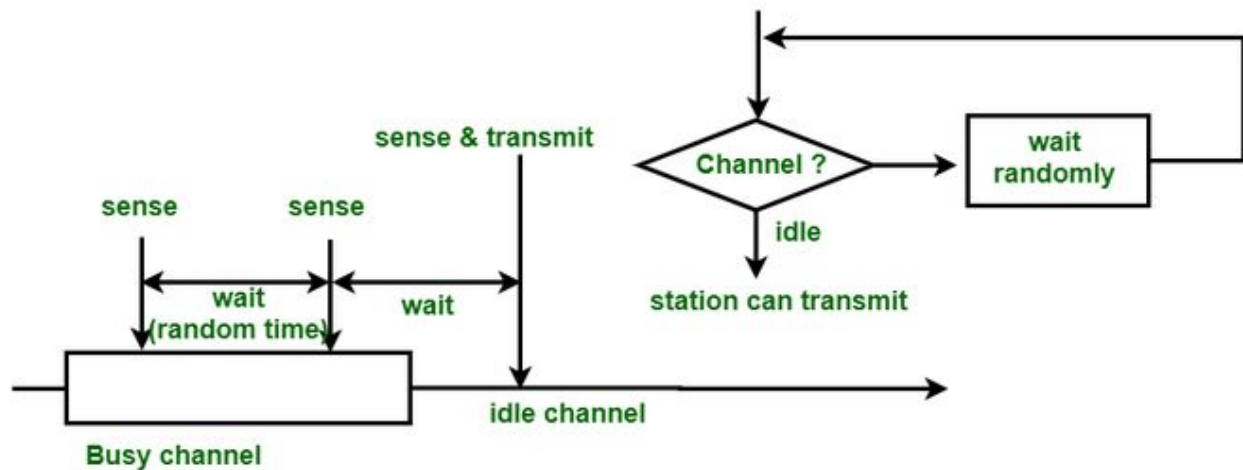 sense & transmit
sense
sense
wait
(random time)
wait
Busy channel
idle channel
Channel ?
wait
randomly
idle
station can transmit